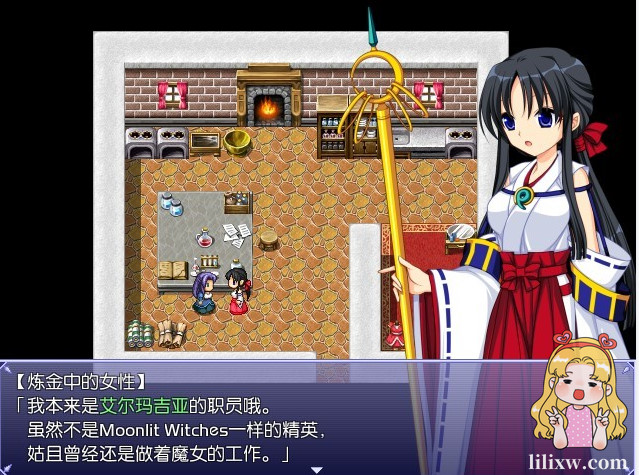 【炼金中的女性】
「我本来是艾尔玛吉亚的职员哦。
虽然不是Moonlit Witches一样的精英，
姑且曾经还是做着魔女的工作。」
lilixw.com